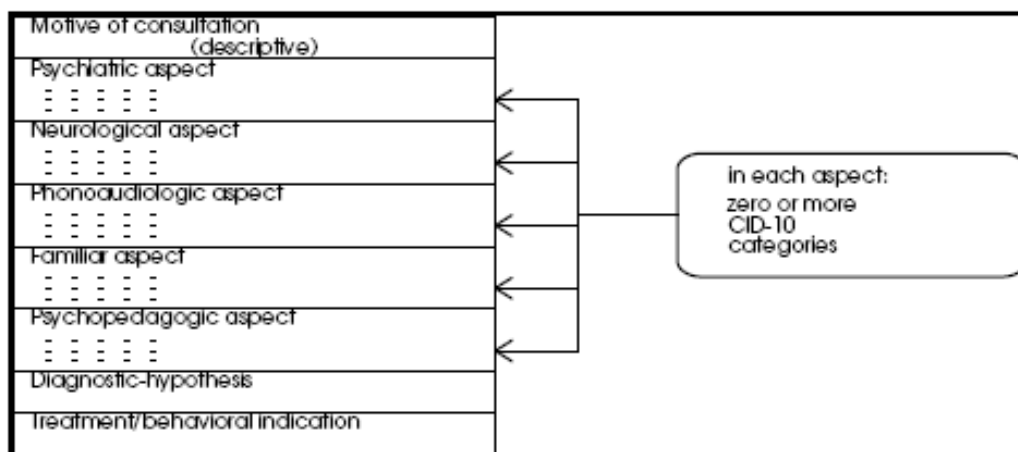 Motive of consultation
(descriptive)
Psychiatric aspect
Neurological aspect
Phonoaudiologic aspect
Familiar aspect
Psychopedagogic aspect
Diagnostic-hypothesis
Treatment/behavioral indication
in each aspect:
zero or more
CID-10
categories